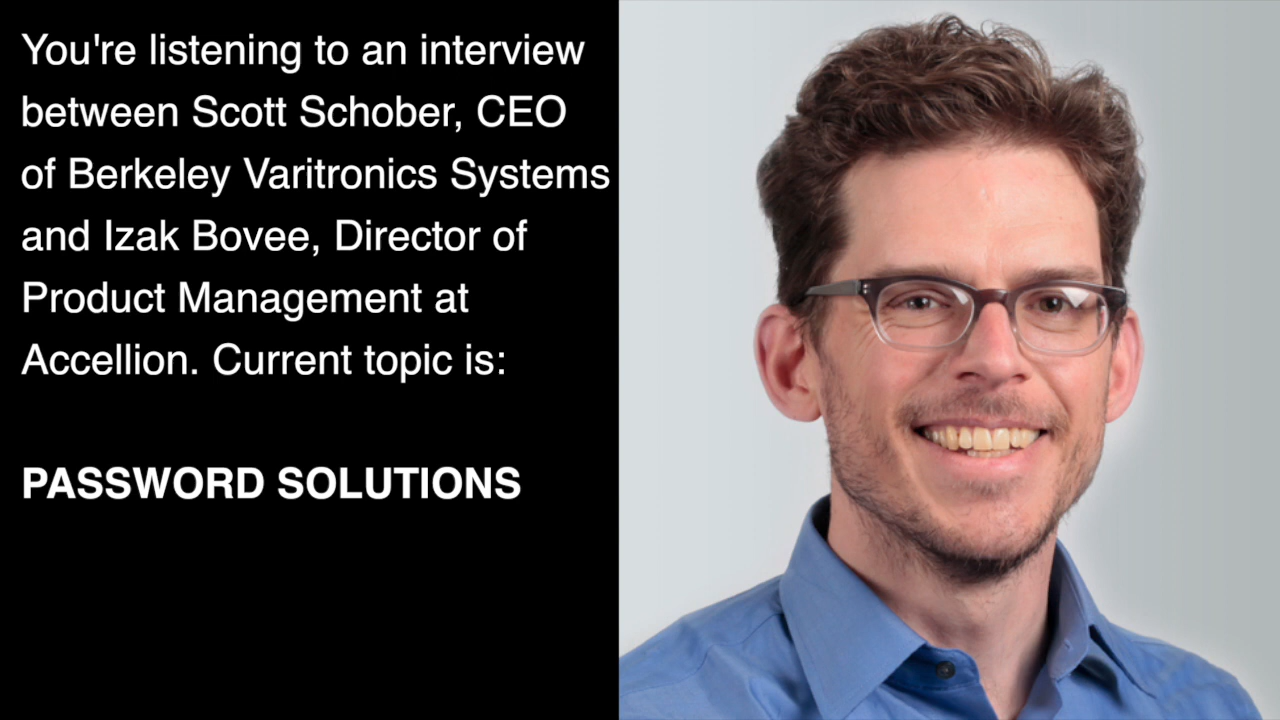 You're listening to an interview
between Scott Schober, CEO
of Berkeley Varitronics Systems
and Izak Bovee, Director of
Product Management at
Accellion. Current topic is:
PASSWORD SOLUTIONS